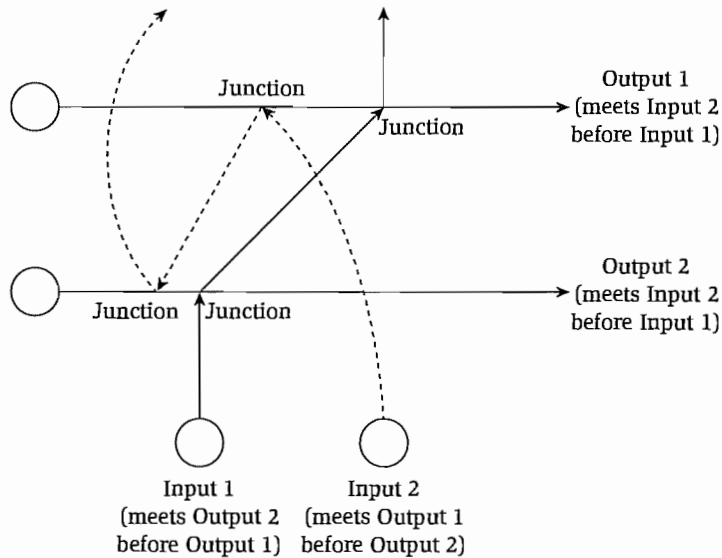 Junction
Output 1
(meets Input 2
before Input 1)
Junction
Output 2
(meets Input 2
before Input 1)
Junction
Junction
Input 1
(meets Output 2
before Output 1)
Input 2
(meets Output 1
before Output 2)